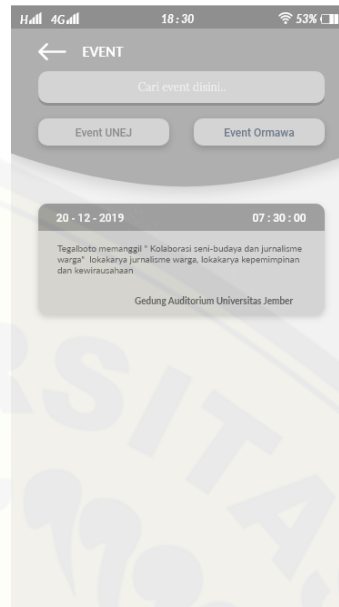 H 4G 18:30 53%
EVENT
Cari event disini..
Event UNEJ Event Ormawa
20 - 12 - 2019 07 : 30 : 00
Tegalboto memanggil " Kolaborasi seni-budaya dan jurnalisme
warga" lokakarya jurnalisme warga, lokakarya kepemimpinan
dan kewirausahaan
Gedung Auditorium Universitas Jember